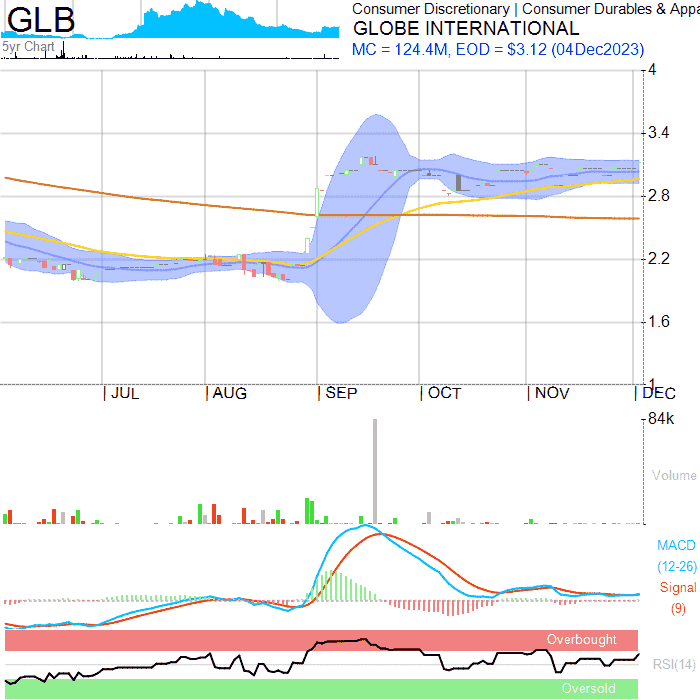 GLB
Consumer Discretionary | Consumer Durables & Appa
GLOBE INTERNATIONAL
MC = 124.4M, EOD = $3.12 (04Dec2023)
5yr Chart
4
3.4
2.8
2.2
1.6
1
JUL AUG SEP OCT NOV DEC
84k
Volume
MACD
(12-26)
Signal
(9)
Overbought
RSI(14)
Oversold